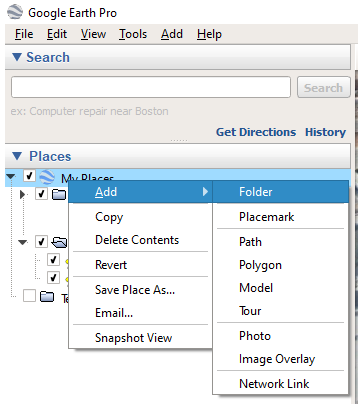 Google Earth Pro
File Edit View Tools Add Help
Search
Search
ex: Computer repair near Boston
Get Directions History
Places
My Places
Add
Copy
Delete Contents
Revert
Save Place As...
Email...
Snapshot View
Folder
Placemark
Path
Polygon
Model
Tour
Photo
Image Overlay
Network Link